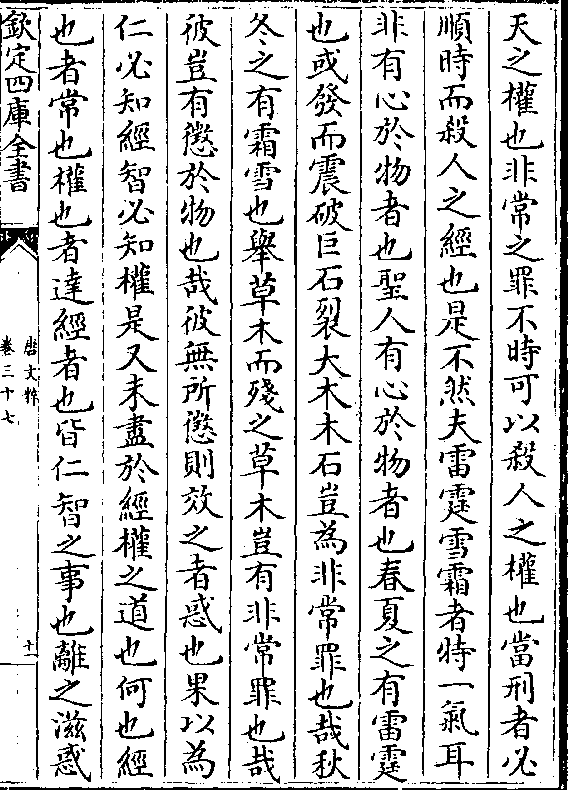 天之權也非常之罪不時可以殺人之權也當刑者必
順時而殺人之經也是不然夫雷霆雪霜者特一氣耳
非有心於物者也聖人有心於物者也春夏之有雷霆
也或發而震破巨石裂大木木石豈為非常罪也哉秋
冬之有霜雪也舉草木而殘之草木豈有非常罪也哉
彼豈有懲於物也哉彼無所懲則效之者惑也果以為
仁必知經智必知權是又未盡於經權之道也何也經
也者常也權也者達經者也皆仁智之事也離之滋惑
欽定四庫全書
唐文粹
卷三十七
十一